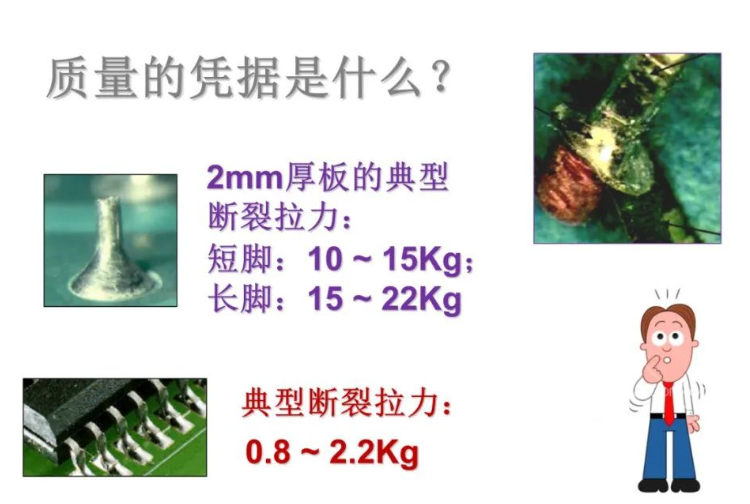 质量的凭据是什么？
2mm厚板的典型
断裂拉力：
短脚：10 ~ 15Kg；
长脚：15 ~ 22Kg
典型断裂拉力：
0.8 ~ 2.2Kg